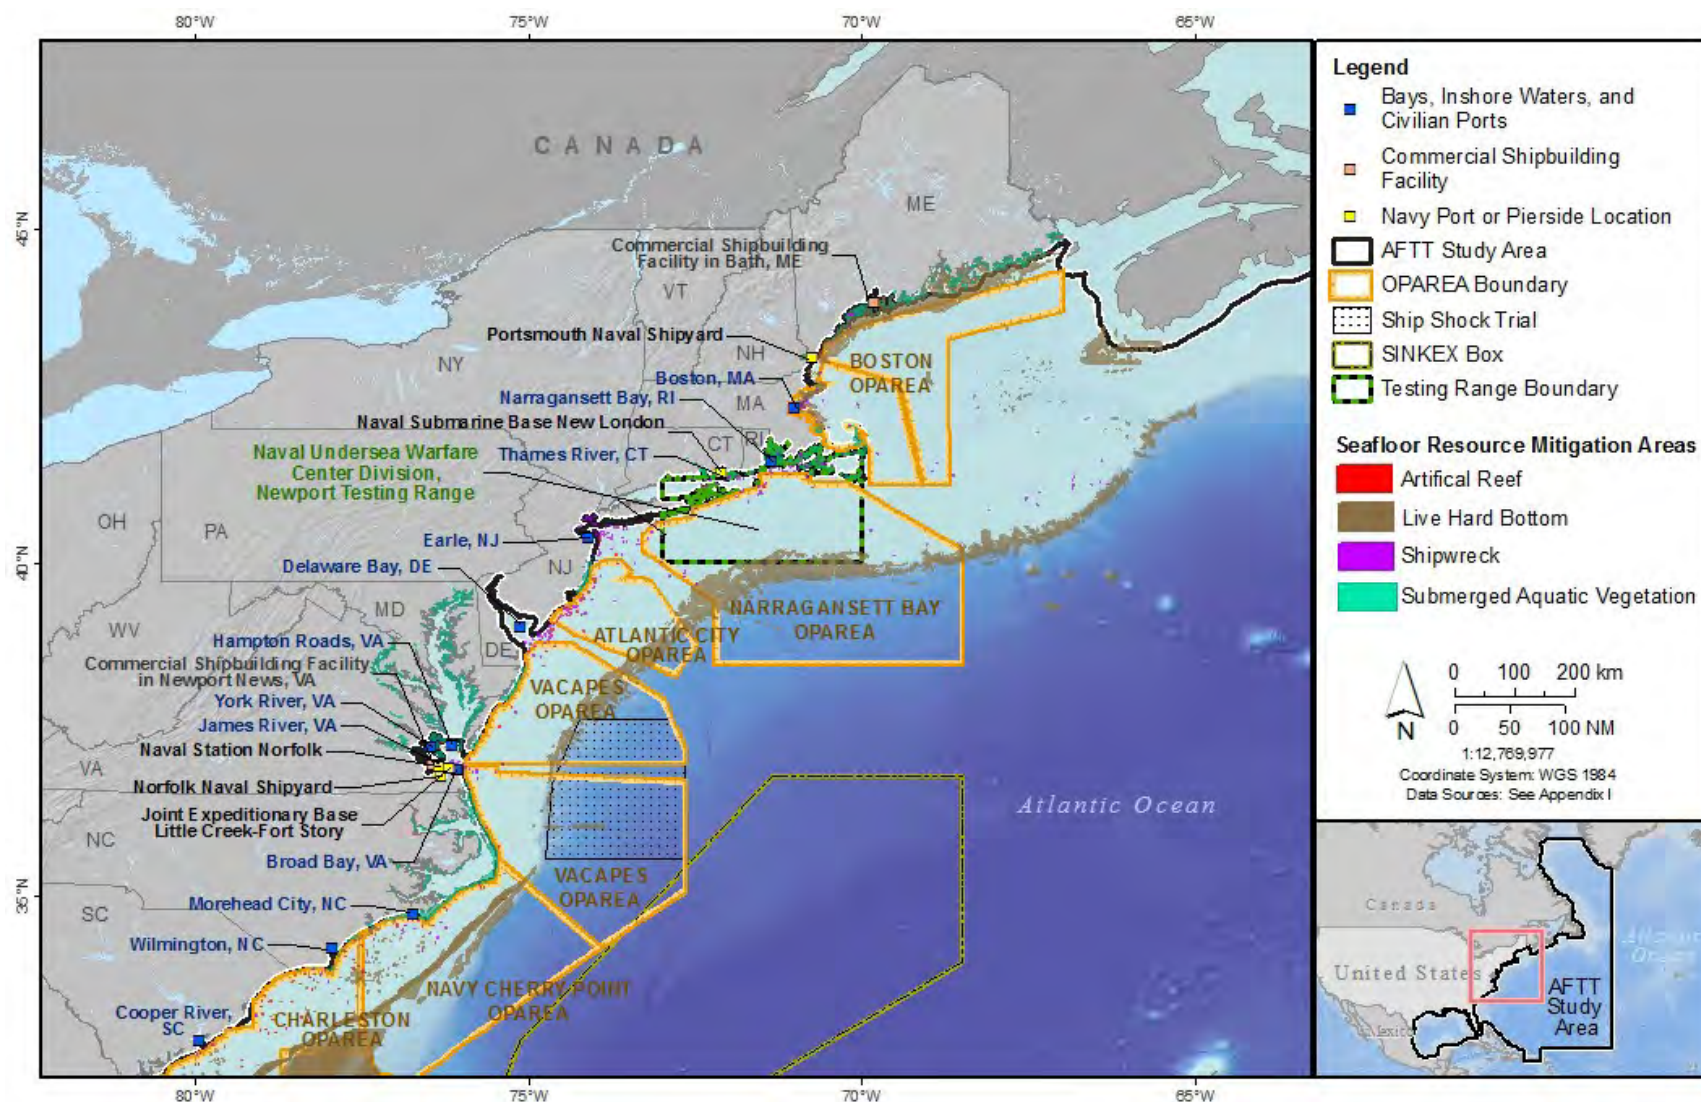 80°W
75°W
70°W
65°W
45°N
40°N
35°N
80°W
75°W
70°W
65°W
CANADA
ME
Commercial Shipbuilding
Facility in Bath, ME
VT
Portsmouth Naval Shipyard
NH
NY
BOSTON
OPAREA
Boston, MA
Narragansett Bay, RI
MA
Naval Submarine Base New London
CT
RI
Naval Undersea Warfare
Center Division,
Newport Testing Range
Thames River, CT
OH
PA
Earle, NJ
NJ
Delaware Bay, DE
MD
WV
NARRAGANSETT BAY
OPAREA
ATLANTIC CITY
OPAREA
Hampton Roads, VA
DE
Commercial Shipbuilding Facility
in Newport News, VA
VACAPES
OPAREA
York River, VA
James River, VA
Naval Station Norfolk
VA
Norfolk Naval Shipyard
Joint Expeditionary Base
Little Creek-Fort Story
Atlantic Ocean
NC
Broad Bay, VA
VACAPES
OPAREA
Morehead City, NC
SC
Wilmington, NC
NAVY CHERRY POINT
OPAREA
Cooper River,
SC
CHARLESTON
OPAREA
Legend
Bays, Inshore Waters, and
Civilian Ports
Commercial Shipbuilding
Facility
Navy Port or Pierside Location
AFTT Study Area
OPAREA Boundary
Ship Shock Trial
SINKEX Box
Testing Range Boundary
Seafloor Resource Mitigation Areas
Artifical Reef
Live Hard Bottom
Shipwreck
Submerged Aquatic Vegetation
N
0 100 200 km
0 50 100 NM
1:12,769,977
Coordinate System: WGS 1984
Data Sources: See Appendix I
Canada
United States
Mexico
Atlantic
Ocean
AFTT
Study
Area